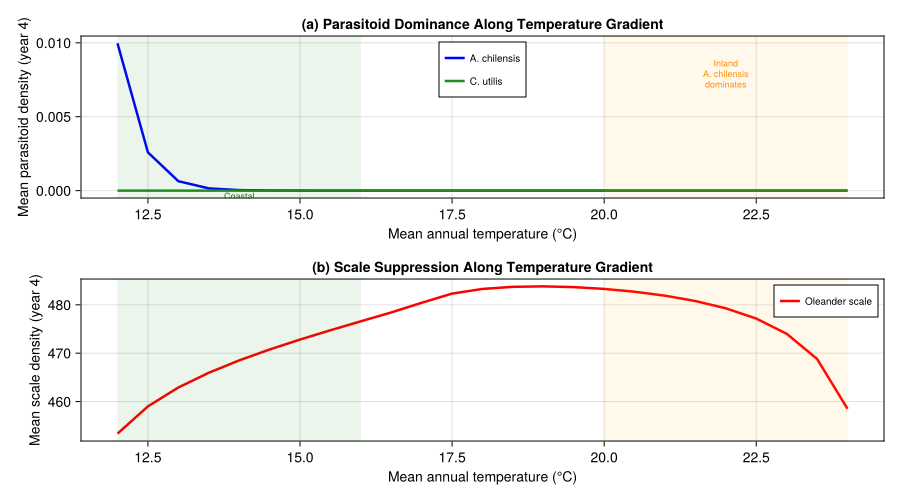 (a) Parasitoid Dominance Along Temperature Gradient
Mean parasitoid density (year 4)
0.010
0.005
0.000
A. chilensis
C. utilis
Inland
A. chilensis
dominates
Coastal
12.5
15.0
17.5
20.0
22.5
Mean annual temperature (°C)
(b) Scale Suppression Along Temperature Gradient
Mean scale density (year 4)
480
470
460
Oleander scale
12.5
15.0
17.5
20.0
22.5
Mean annual temperature (°C)